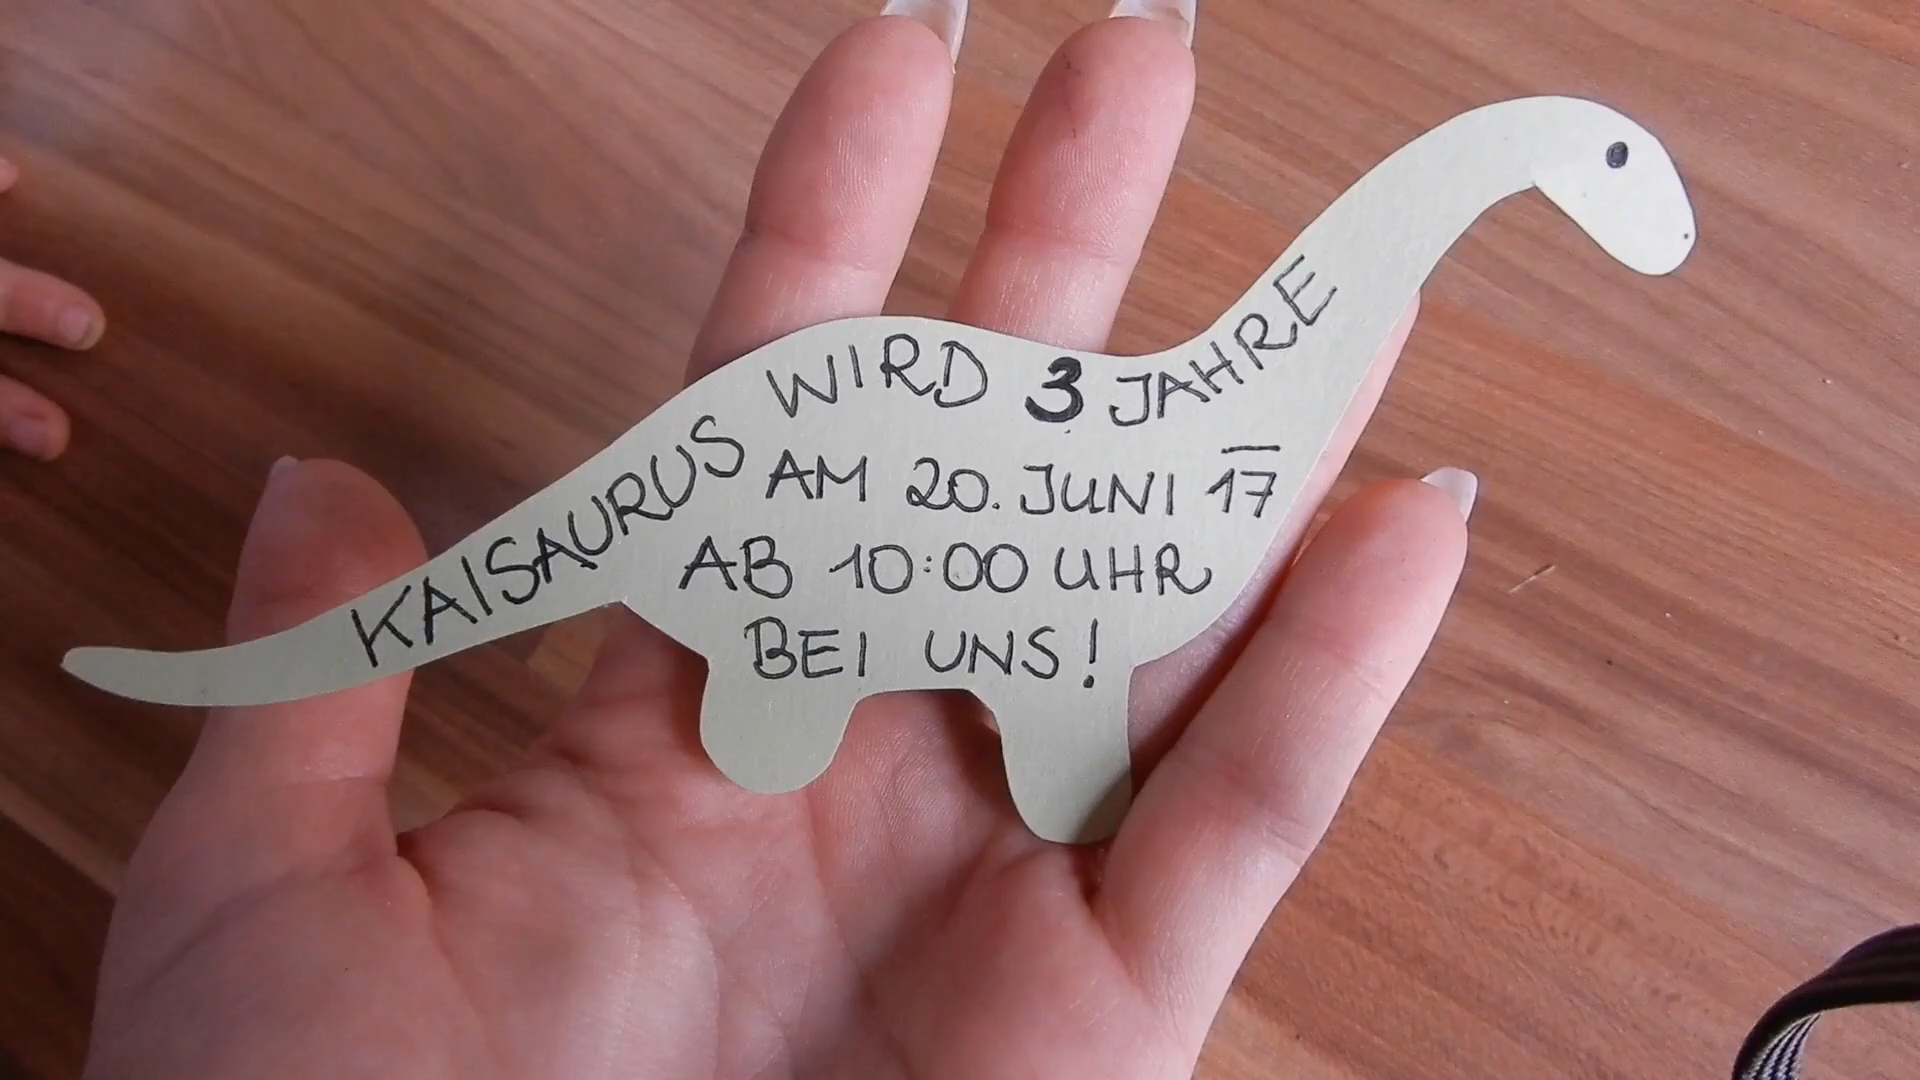 KAISAURUS WIRD 3 JAHRE
AM 20. JUNI 17
AB 10:00 UHR
BEI UNS!